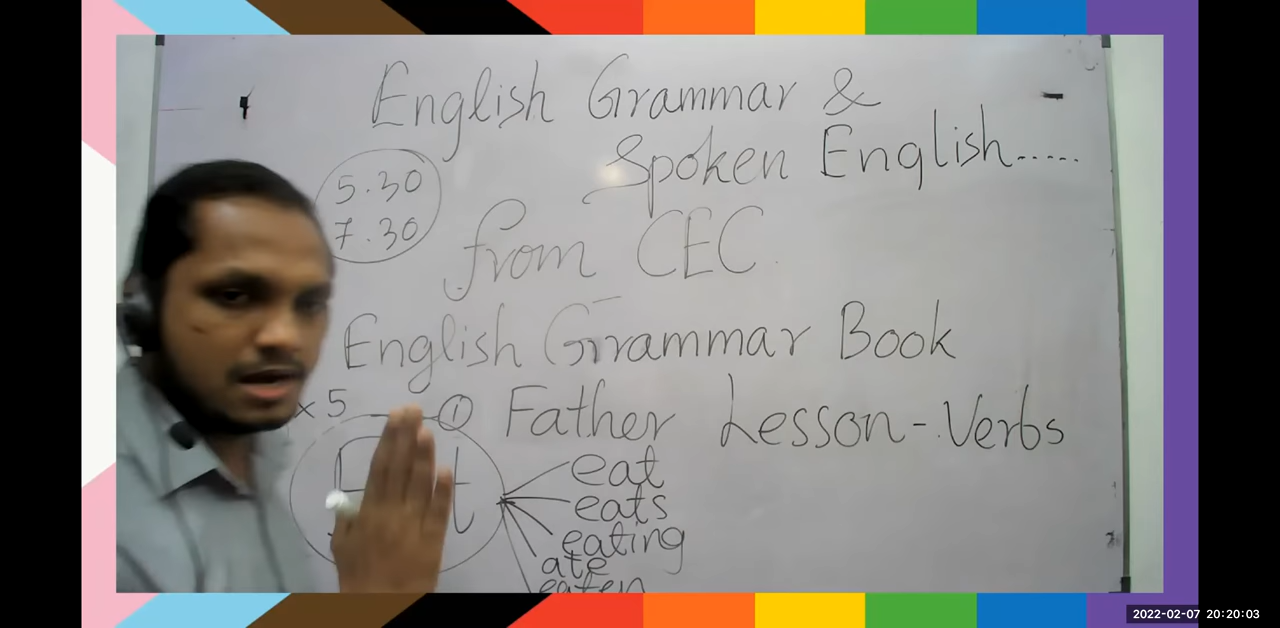 English Grammar &
Spoken English.....
5.30
7.30
from CEC
English Grammar Book
x 5
① Father Lesson - Verbs
eat
eats
eating
ate
eaten
2022-02-07 20:20:03